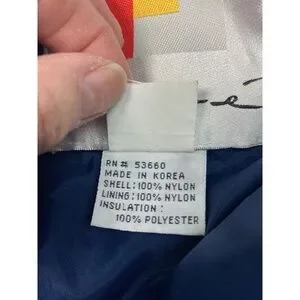 RN # 53660
MADE IN KOREA
SHELL: 100% NYLON
LINING: 100% NYLON
INSULATION:
100% POLYESTER